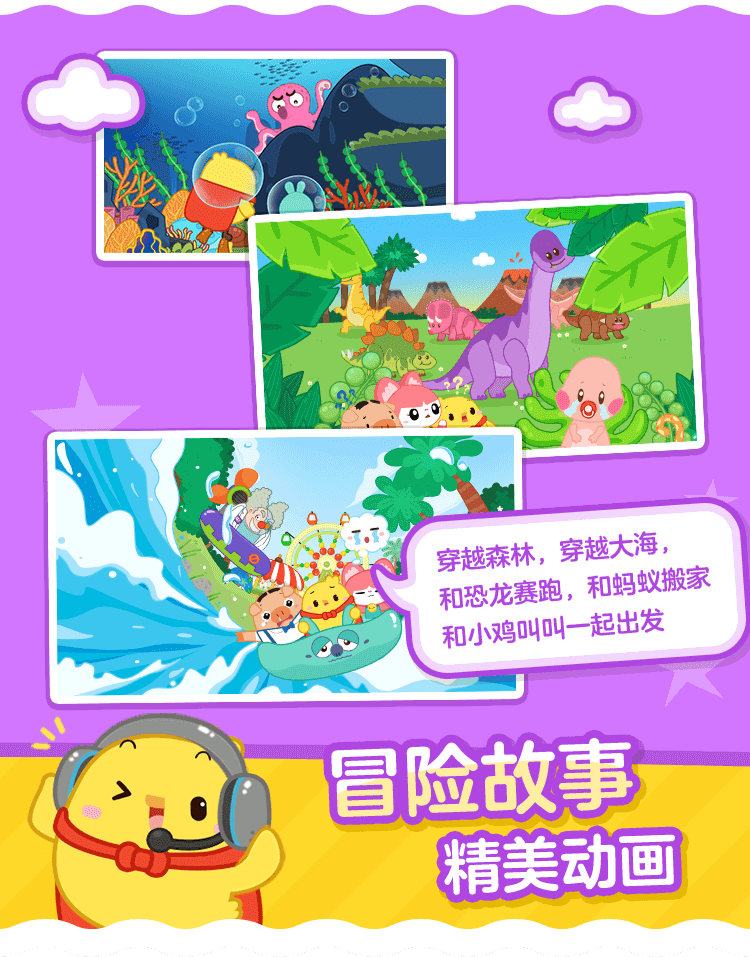 穿越森林，穿越大海，
和恐龙赛跑，和蚂蚁搬家
和小鸡叫叫一起出发
冒险故事
精美动画